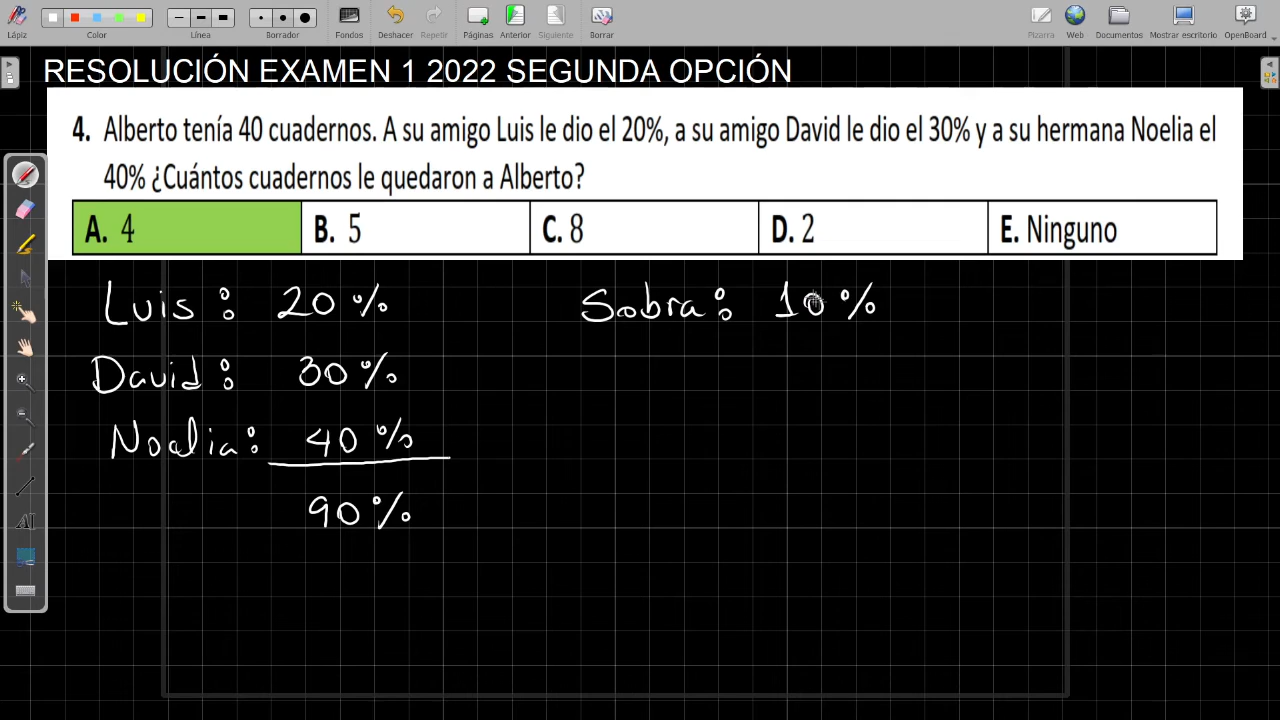 Lápiz Color Línea Borrador Fondos Deshacer Repetir Páginas Anterior Siguiente Borrar Pizarra Web Documentos Mostrar escritorio OpenBoard
RESOLUCIÓN EXAMEN 1 2022 SEGUNDA OPCIÓN
4. Alberto tenía 40 cuadernos. A su amigo Luis le dio el 20%, a su amigo David le dio el 30% y a su hermana Noelia el
40% ¿Cuántos cuadernos le quedaron a Alberto?
A. 4 B. 5 C. 8 D. 2 E. Ninguno
Luis: 20% Sobra: 10%
David: 30%
Noelia: 40%
90%